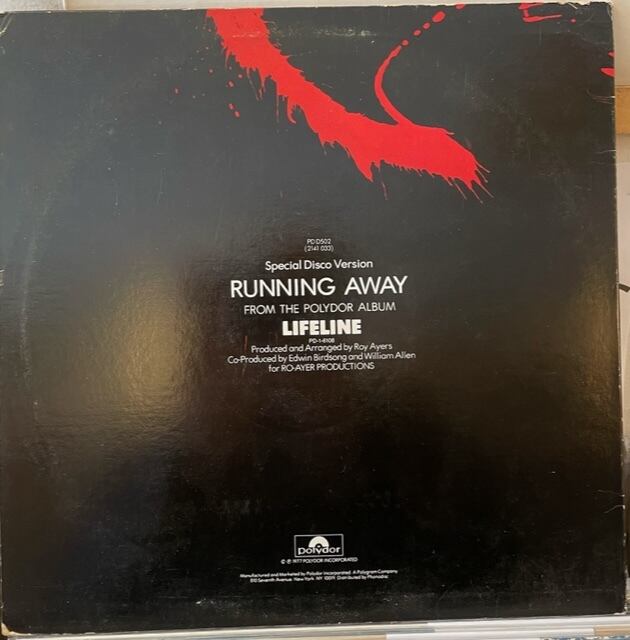 PD D502
(2141 033)
Special Disco Version
RUNNING AWAY
FROM THE POLYDOR ALBUM
LIFELINE
PD-1-6108
Produced and Arranged by Roy Ayers
Co-Produced by Edwin Birdsong and William Allen
for RO-AYER PRODUCTIONS
polydor
© ℗ 1977 POLYDOR INCORPORATED
Manufactured and Marketed by Polydor Incorporated. A Polygram Company
810 Seventh Avenue New York NY 10019. Distributed by Phonodisc